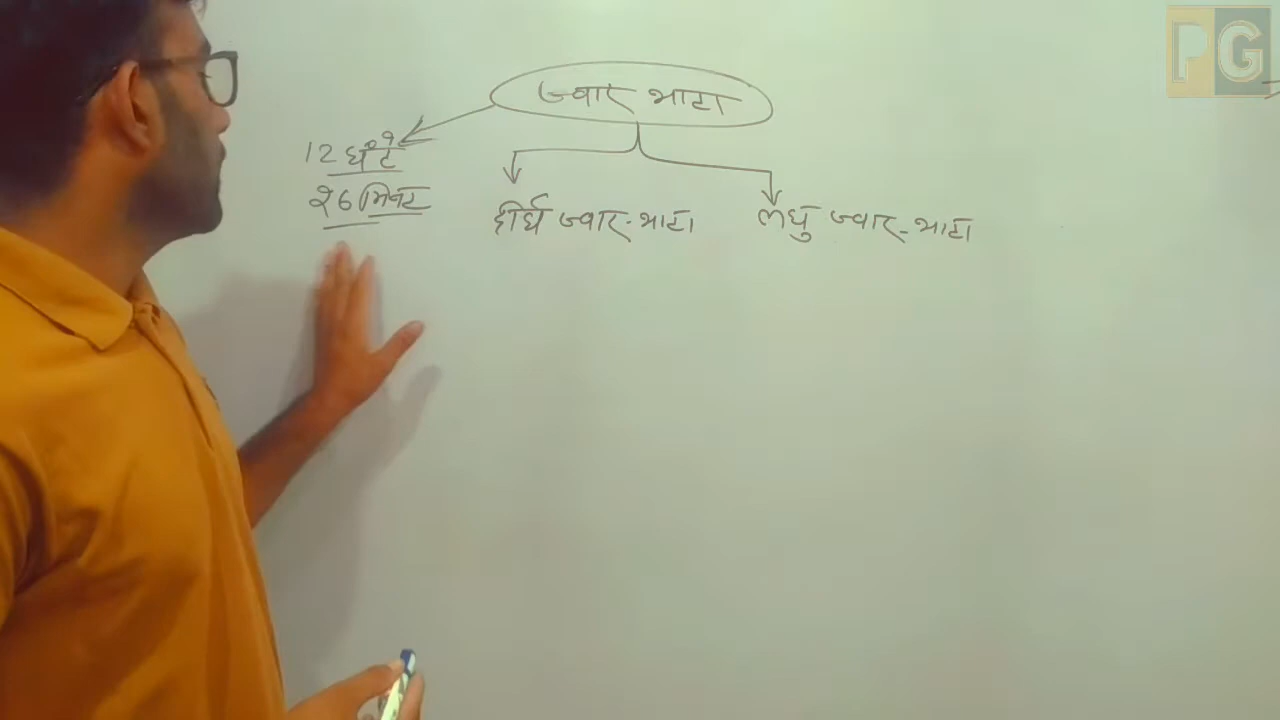 PG
ज्वार भाटा
12 घंटे
26 मिनट
दीर्घ ज्वार-भाटा
लघु ज्वार-भाटा